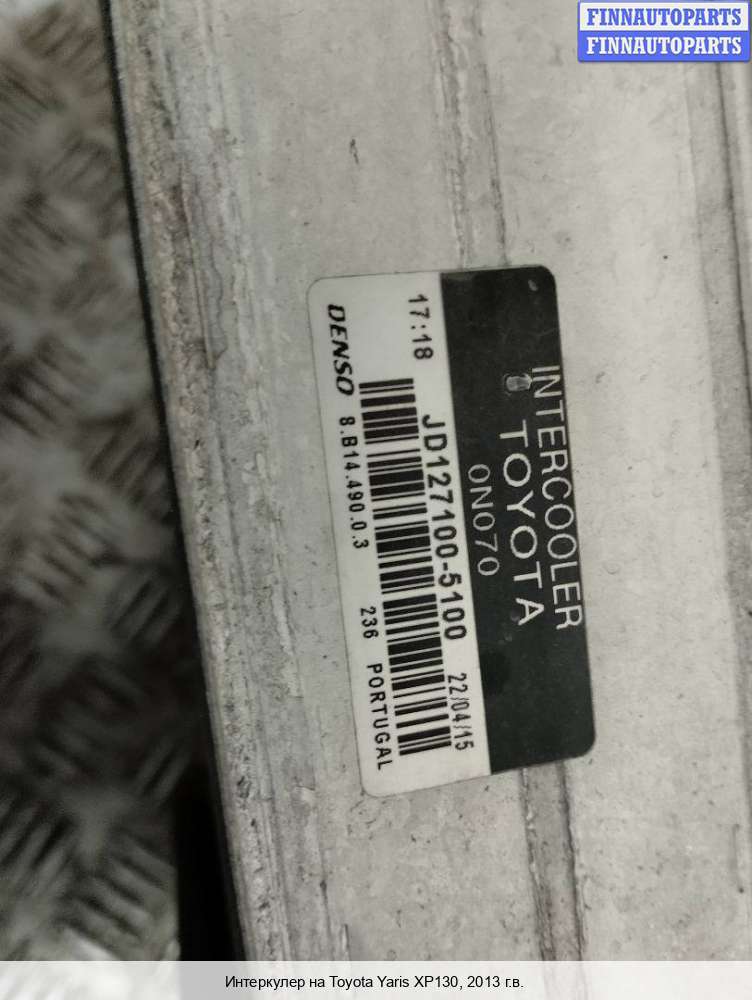 FINNAUTOPARTS
FINNAUTOPARTS
INTERCOOLER
TOYOTA
0N070
17:18
JD127100-5100
22/04/15
DENSO
8.B14.490.0.3
236 PORTUGAL
Интеркулер на Toyota Yaris XP130, 2013 г.в.